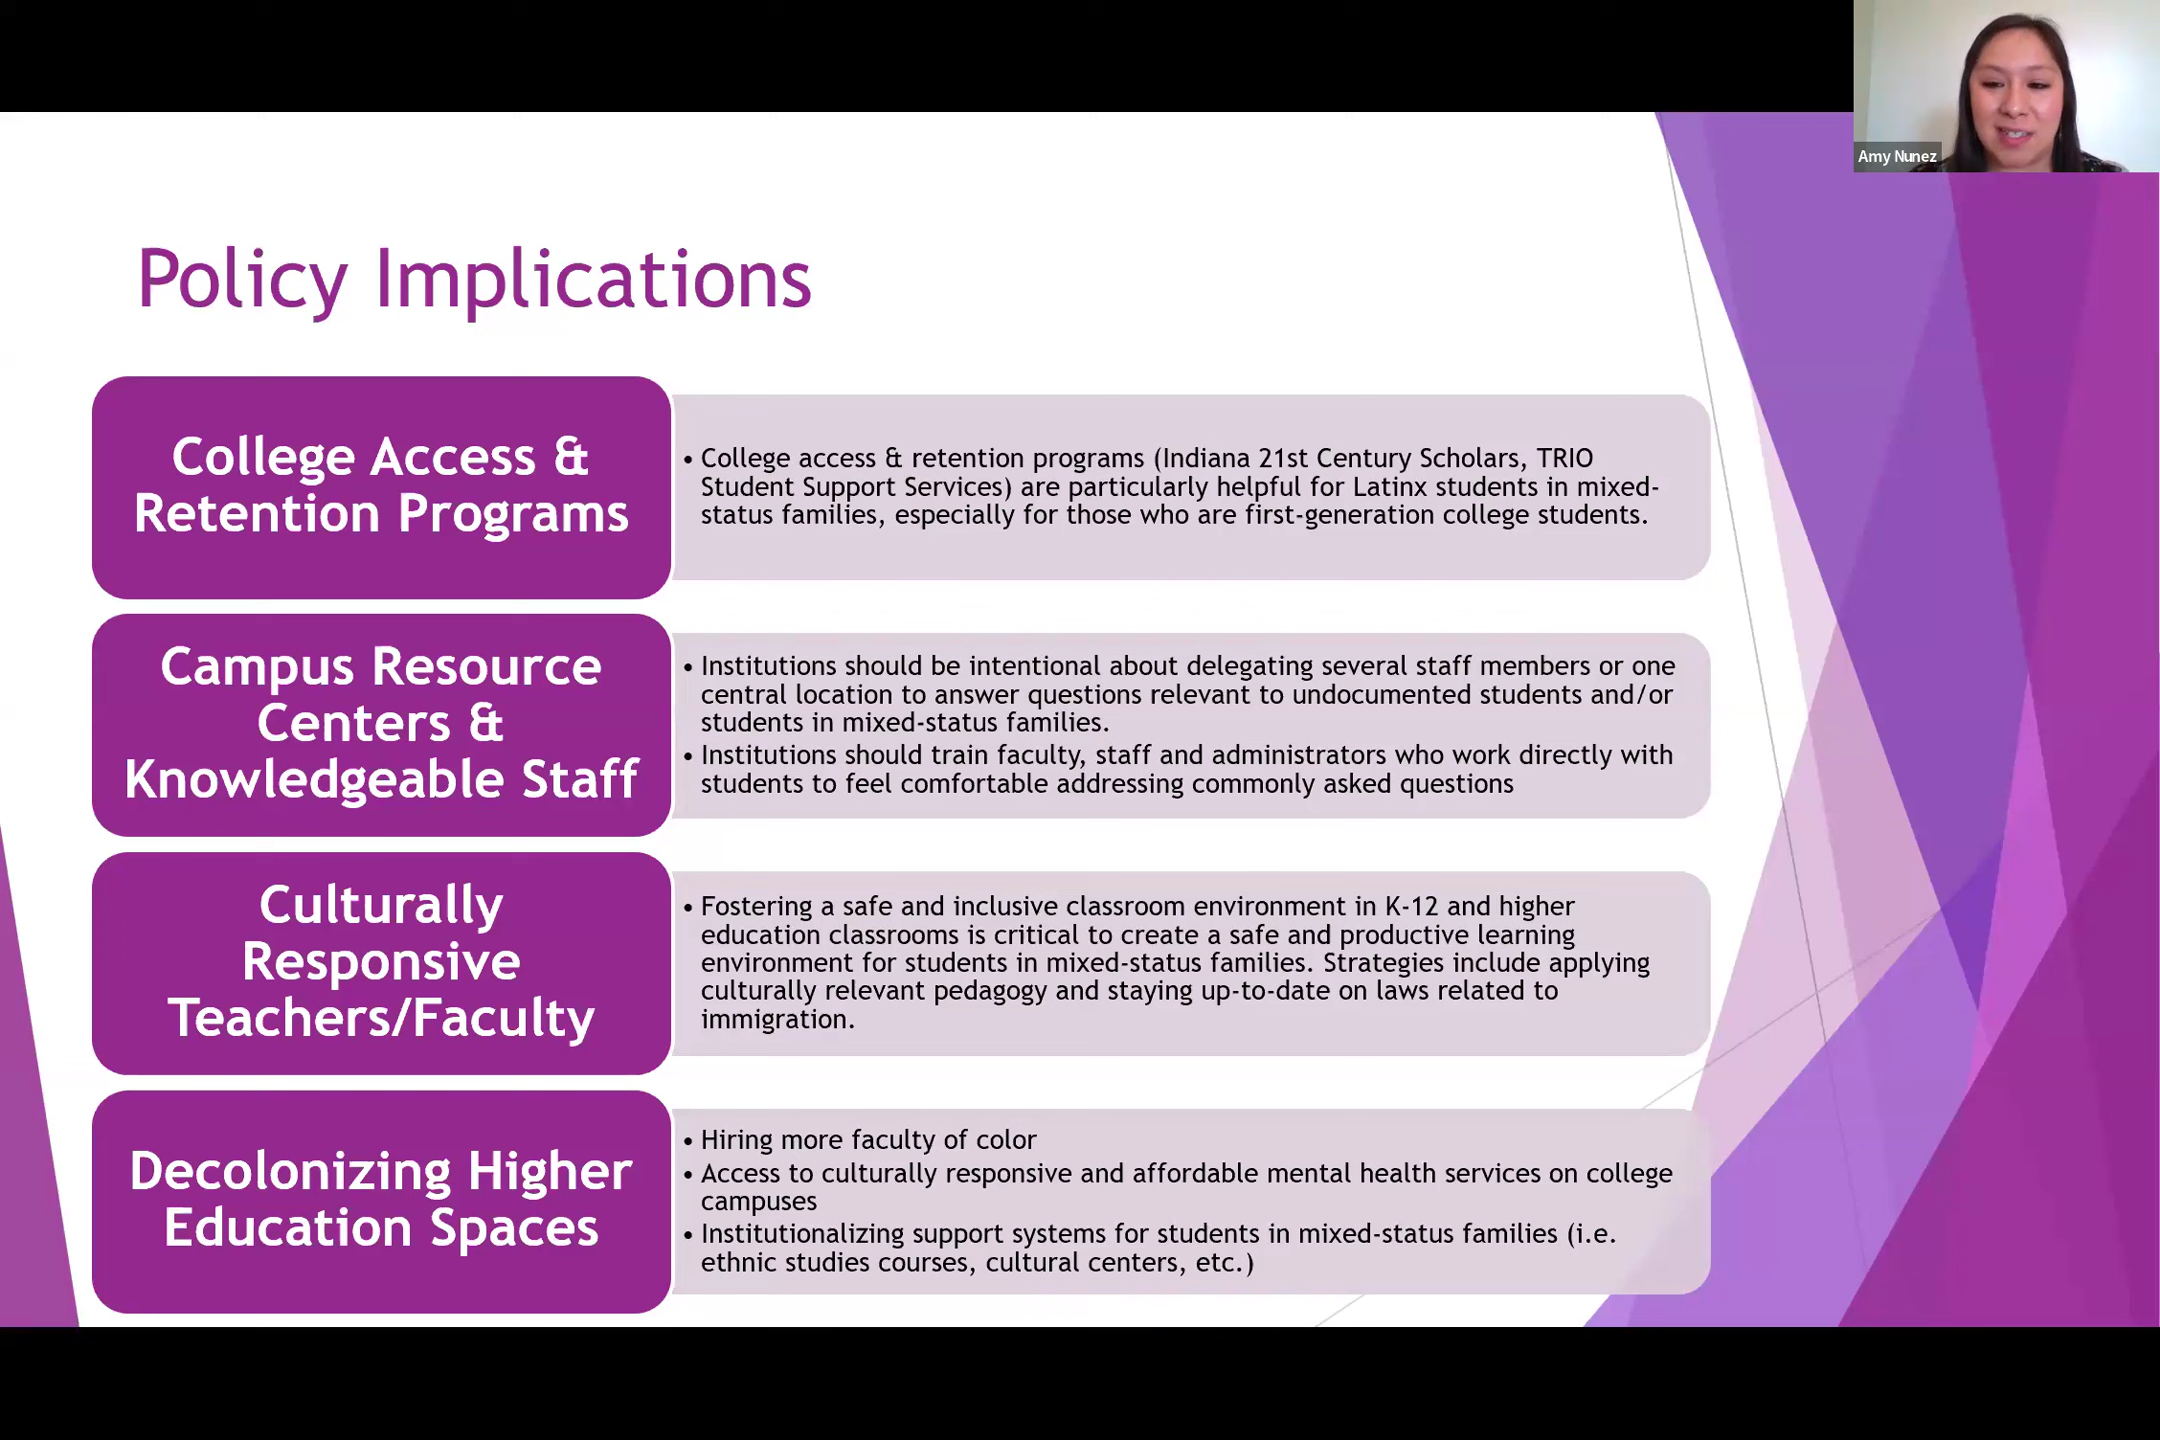 Amy Nunez
Policy Implications
College Access &
Retention Programs
• College access & retention programs (Indiana 21st Century Scholars, TRIO
Student Support Services) are particularly helpful for Latinx students in mixed-
status families, especially for those who are first-generation college students.
Campus Resource
Centers &
Knowledgeable Staff
• Institutions should be intentional about delegating several staff members or one
central location to answer questions relevant to undocumented students and/or
students in mixed-status families.
• Institutions should train faculty, staff and administrators who work directly with
students to feel comfortable addressing commonly asked questions
Culturally
Responsive
Teachers/Faculty
• Fostering a safe and inclusive classroom environment in K-12 and higher
education classrooms is critical to create a safe and productive learning
environment for students in mixed-status families. Strategies include applying
culturally relevant pedagogy and staying up-to-date on laws related to
immigration.
Decolonizing Higher
Education Spaces
• Hiring more faculty of color
• Access to culturally responsive and affordable mental health services on college
campuses
• Institutionalizing support systems for students in mixed-status families (i.e.
ethnic studies courses, cultural centers, etc.)